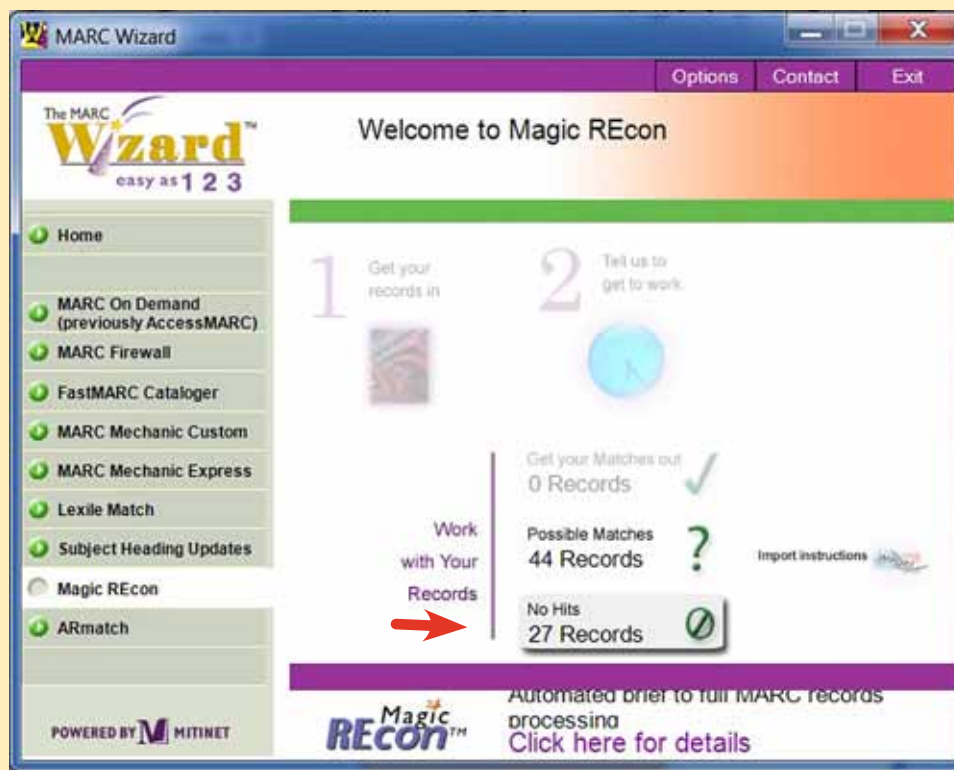 MARC Wizard
Options Contact Exit
The MARC
Wizard™
easy as 1 2 3
Welcome to Magic REcon
Home
MARC On Demand
(previously AccessMARC)
MARC Firewall
FastMARC Cataloger
MARC Mechanic Custom
MARC Mechanic Express
Lexile Match
Subject Heading Updates
Magic REcon
ARmatch
POWERED BY M MITINET
1 Get your
records in
2 Tell us to
get to work
Work
with Your
Records
Get your Matches out
0 Records
Possible Matches
44 Records
?
Import instructions
No Hits
27 Records
Magic
REcon™
Automated brief to full MARC records
processing
Click here for details